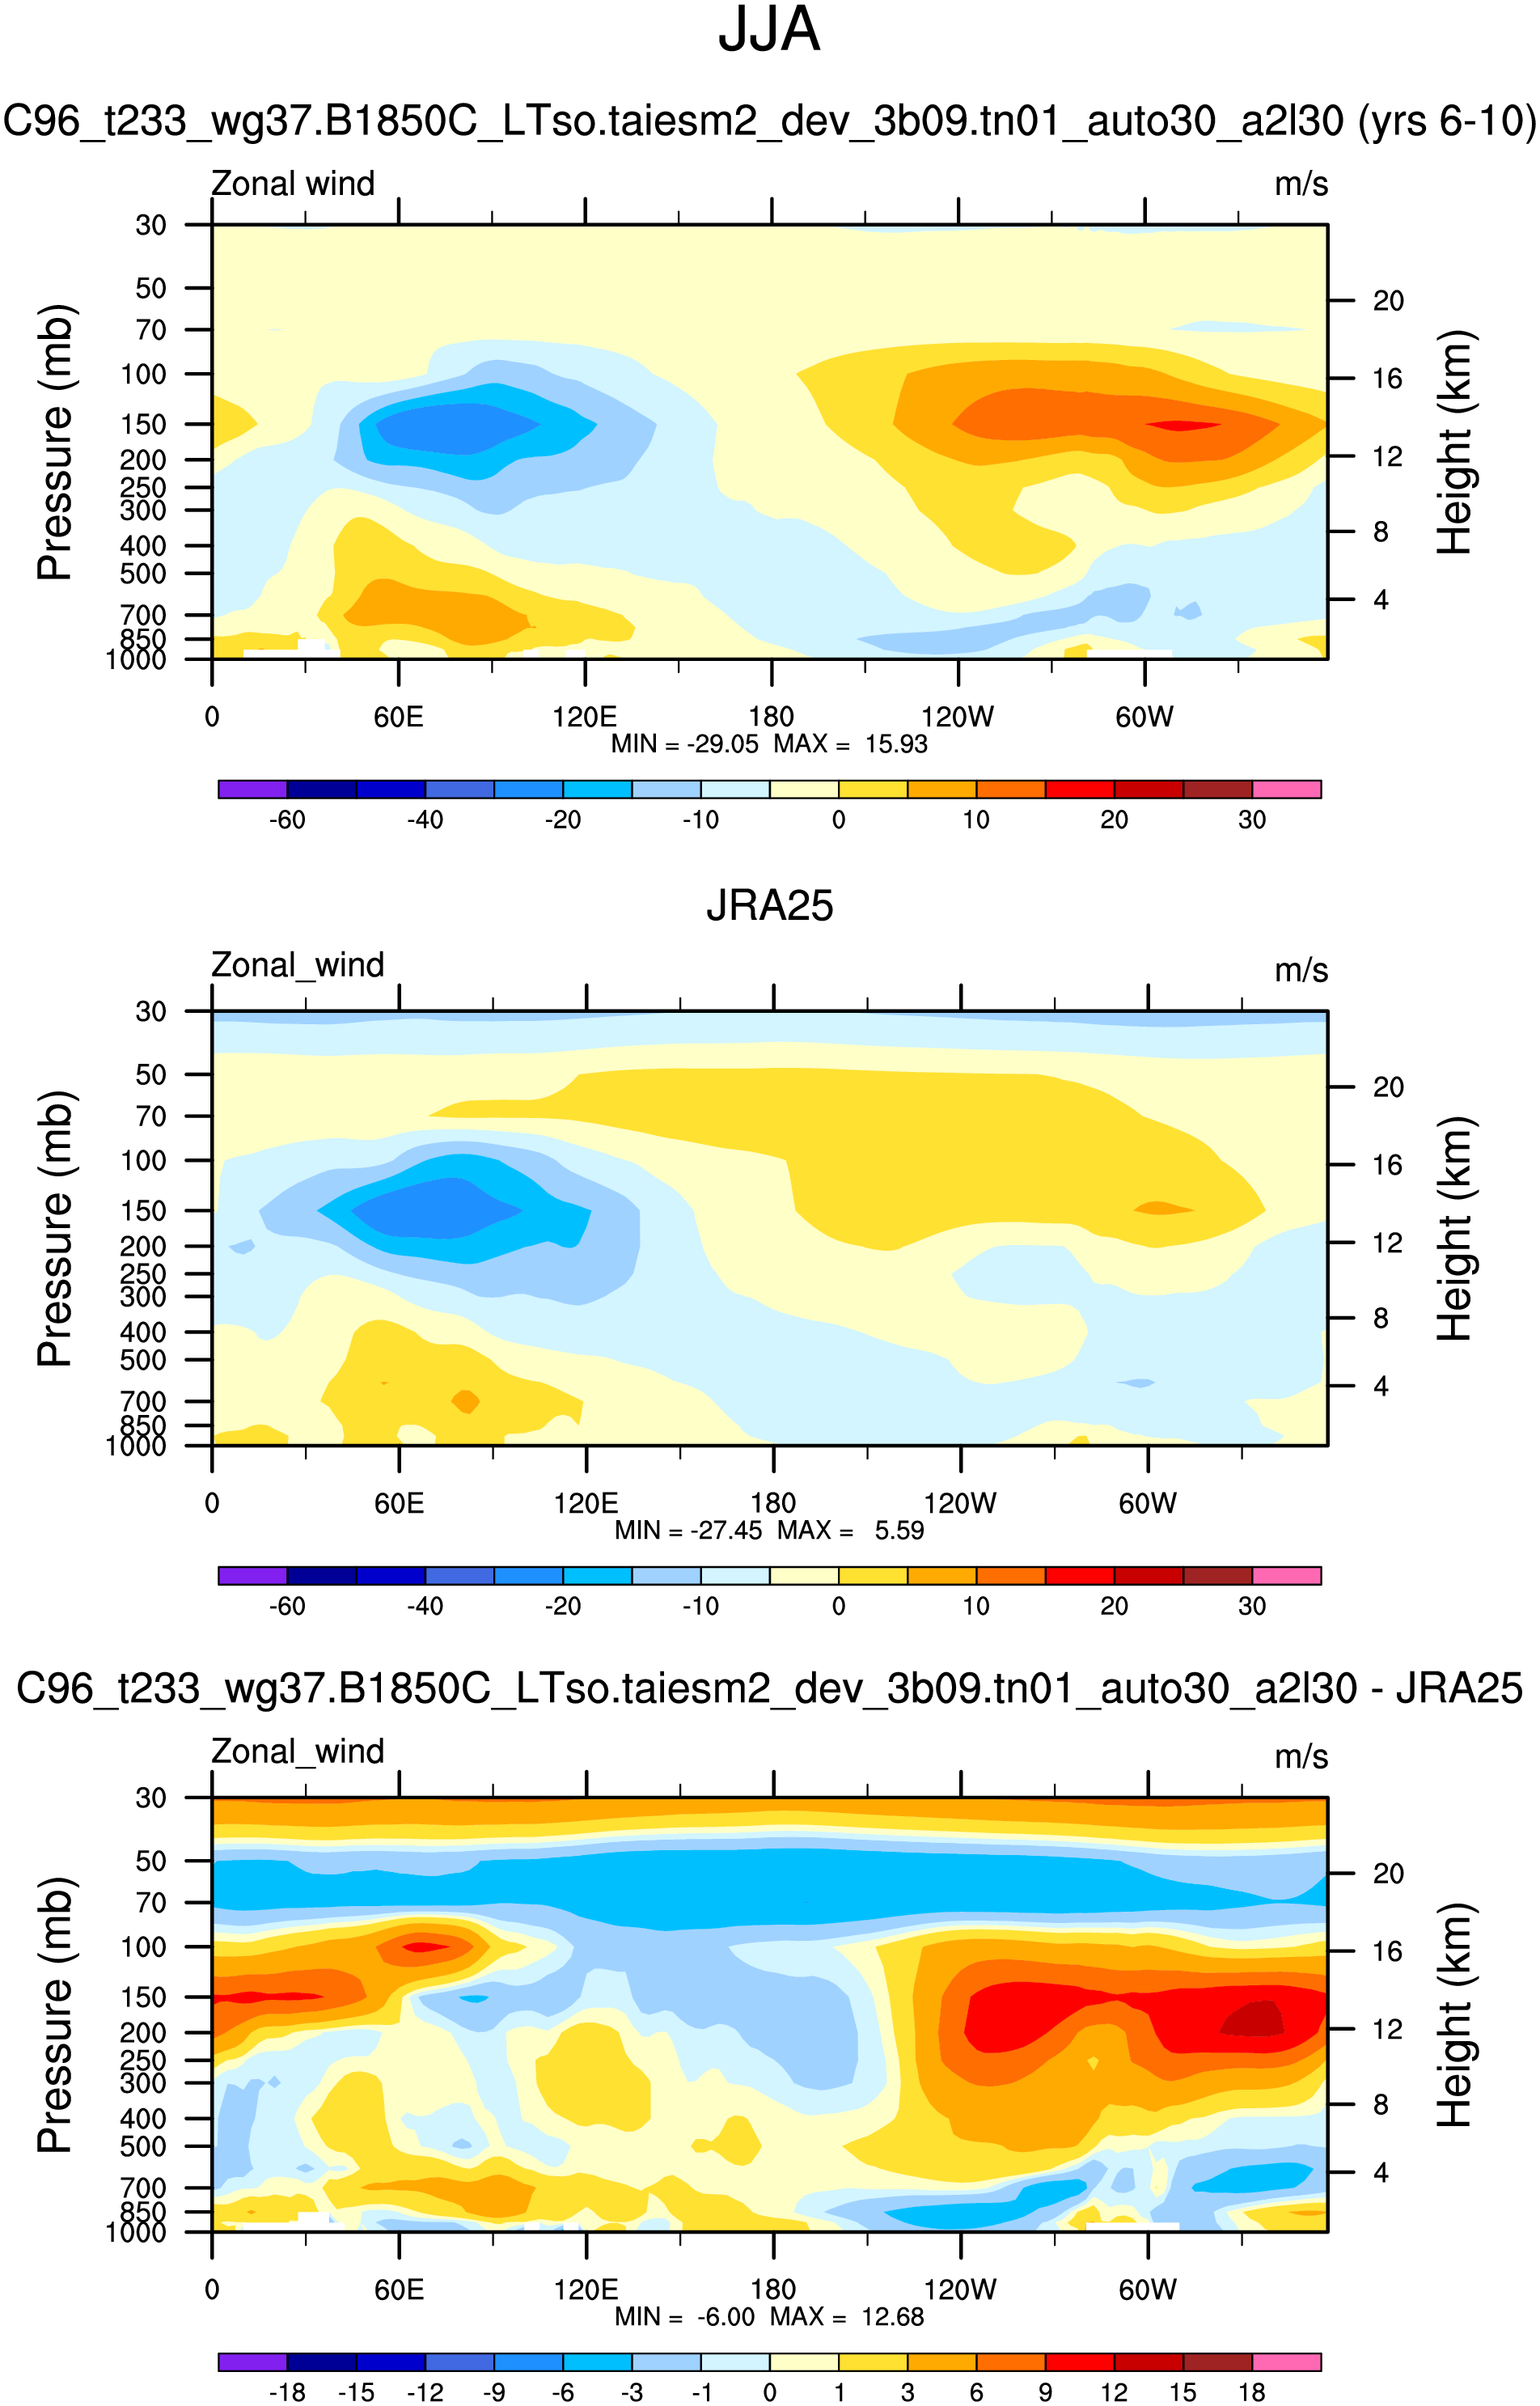 JJA
C96_t233_wg37.B1850C_LTso.taiesm2_dev_3b09.tn01_auto30_a2l30 (yrs 6-10)
Zonal wind m/s
30
50
70
100
150
200
250
300
400
500
700
850
1000
Pressure (mb)
20
16
12
8
4
Height (km)
0 60E 120E 180 120W 60W
MIN = -29.05 MAX = 15.93
-60 -40 -20 -10 0 10 20 30
JRA25
Zonal_wind m/s
30
50
70
100
150
200
250
300
400
500
700
850
1000
Pressure (mb)
20
16
12
8
4
Height (km)
0 60E 120E 180 120W 60W
MIN = -27.45 MAX = 5.59
-60 -40 -20 -10 0 10 20 30
C96_t233_wg37.B1850C_LTso.taiesm2_dev_3b09.tn01_auto30_a2l30 - JRA25
Zonal_wind m/s
30
50
70
100
150
200
250
300
400
500
700
850
1000
Pressure (mb)
20
16
12
8
4
Height (km)
0 60E 120E 180 120W 60W
MIN = -6.00 MAX = 12.68
-18 -15 -12 -9 -6 -3 -1 0 1 3 6 9 12 15 18